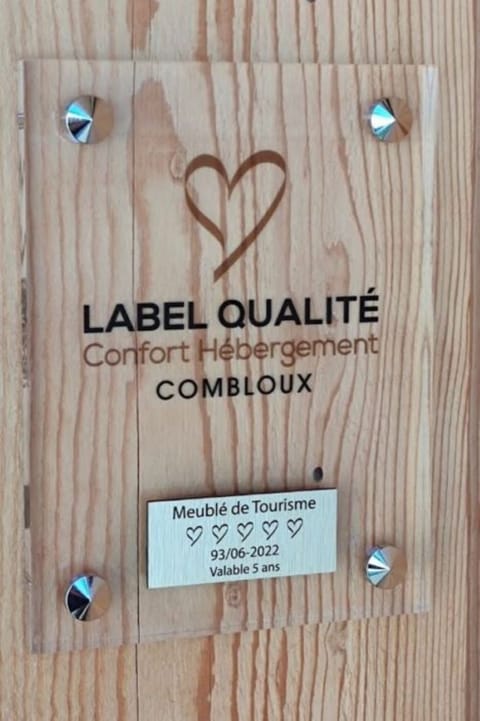 LABEL QUALITÉ
Confort Hébergement
COMBLOUX
Meublé de Tourisme
93/06-2022
Valable 5 ans